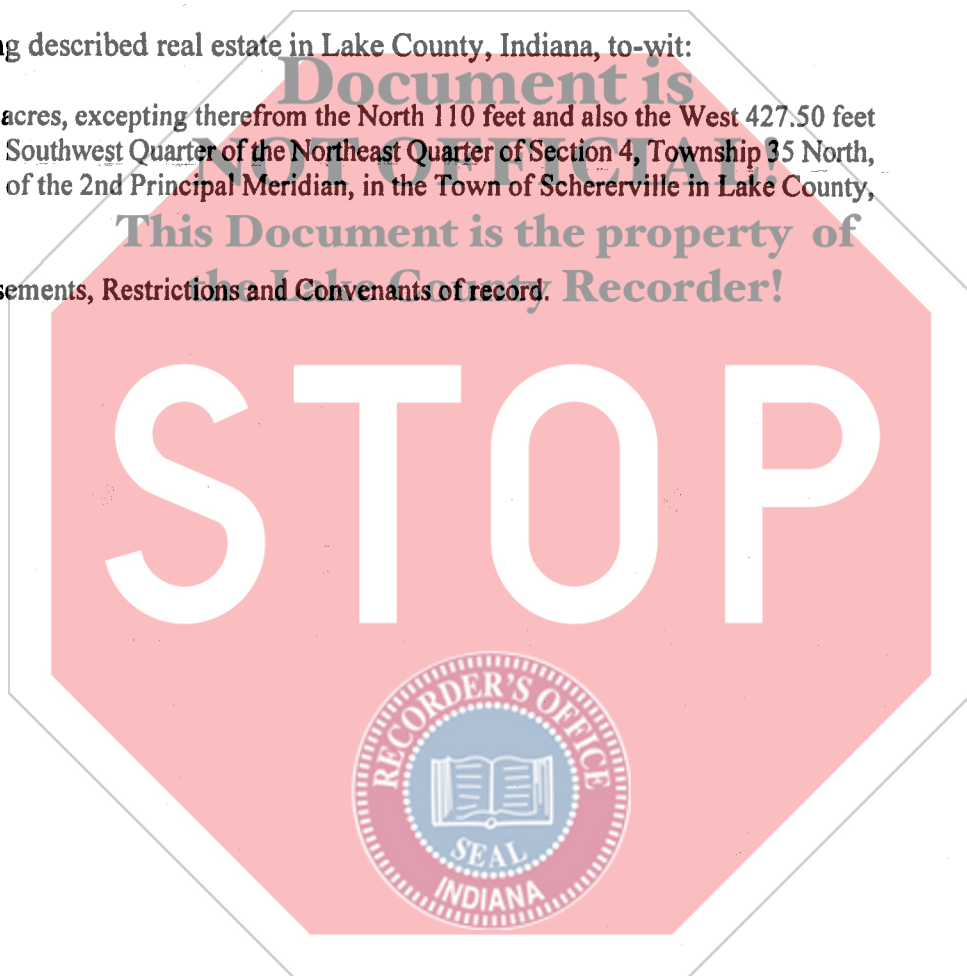 g described real estate in Lake County, Indiana, to-wit:
Document is
acres, excepting therefrom the North 110 feet and also the West 427.50 feet
Southwest Quarter of the Northeast Quarter of Section 4, Township 35 North,
NOT OFFICIAL!
of the 2nd Principal Meridian, in the Town of Schererville in Lake County,
This Document is the property of
the Lake County Recorder!
sements, Restrictions and Convenants of record.
STOP
RECORDER'S OFFICE
SEAL
INDIANA